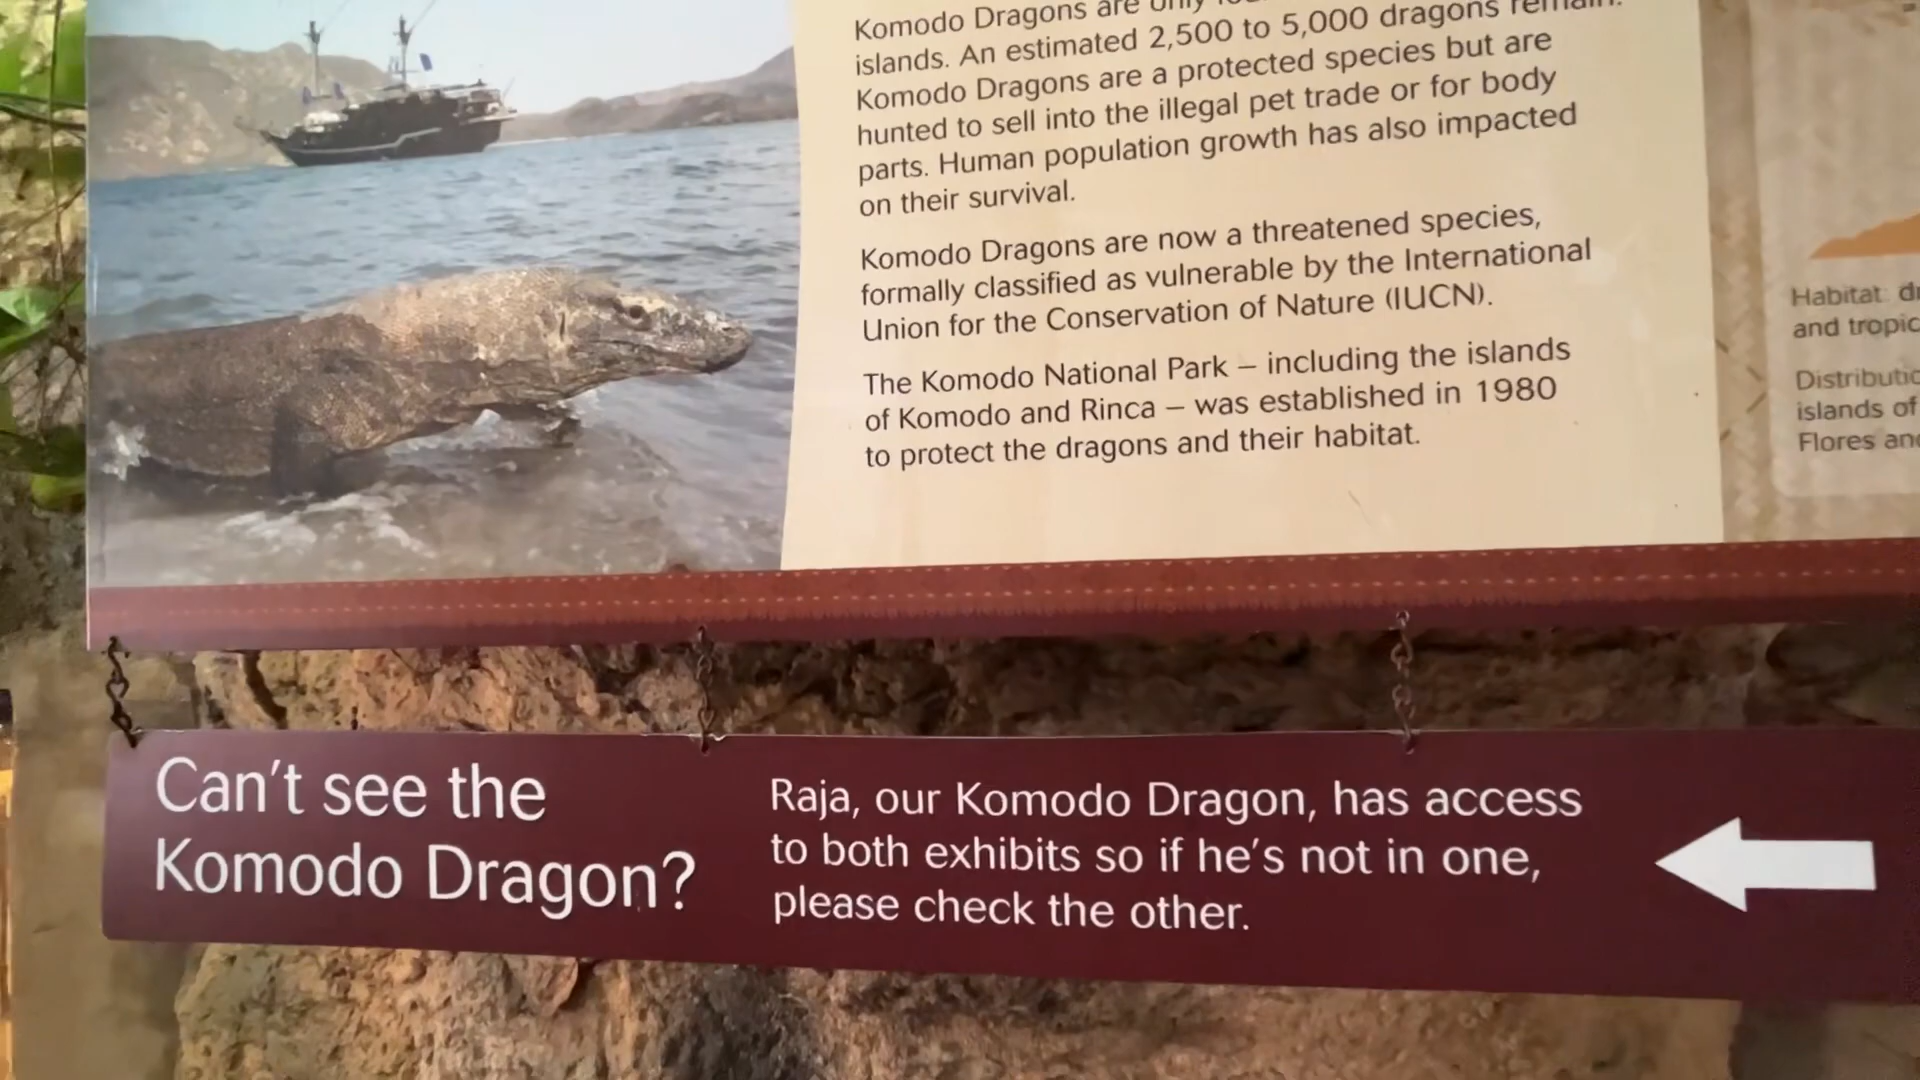 Komodo Dragons are only
islands. An estimated 2,500 to 5,000 dragons remain.
Komodo Dragons are a protected species but are
hunted to sell into the illegal pet trade or for body
parts. Human population growth has also impacted
on their survival.
Komodo Dragons are now a threatened species,
formally classified as vulnerable by the International
Union for the Conservation of Nature (IUCN).
The Komodo National Park – including the islands
of Komodo and Rinca – was established in 1980
to protect the dragons and their habitat.
Habitat:
and
islands of
Flores
Can't see the
Komodo Dragon?
Raja, our Komodo Dragon, has access
to both exhibits so if he's not in one,
please check the other.